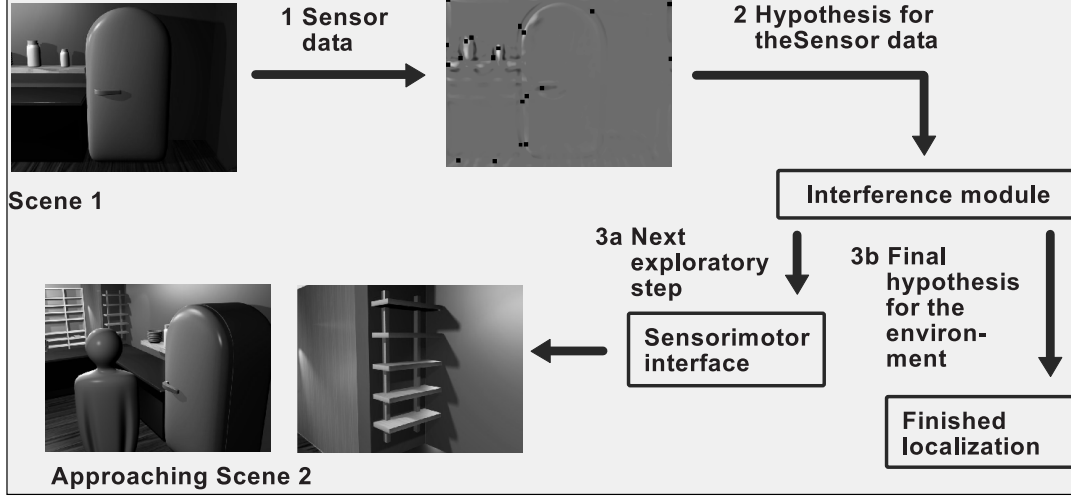 1 Sensor
data
2 Hypothesis for
theSensor data
Scene 1
Interference module
3a Next
exploratory
step
3b Final
hypothesis
for the
environ-
ment
Sensorimotor
interface
Finished
localization
Approaching Scene 2